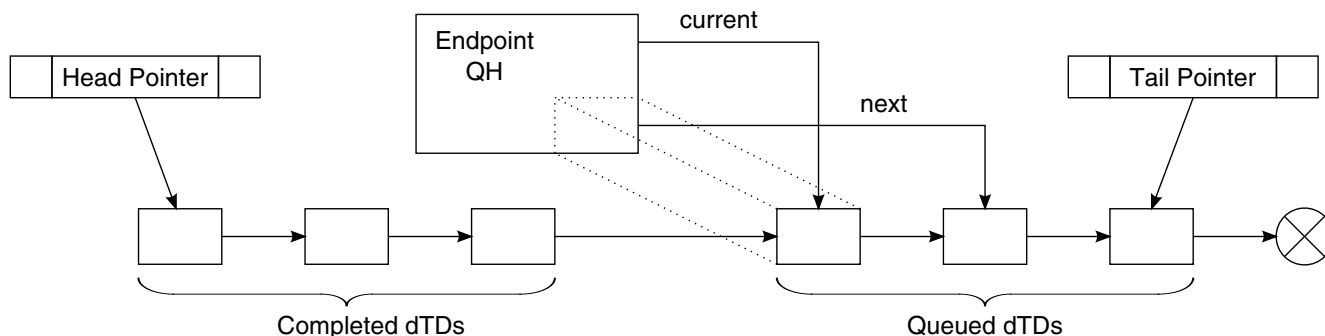 current
Endpoint
QH
Head Pointer
Tail Pointer
next
Completed dTDs
Queued dTDs